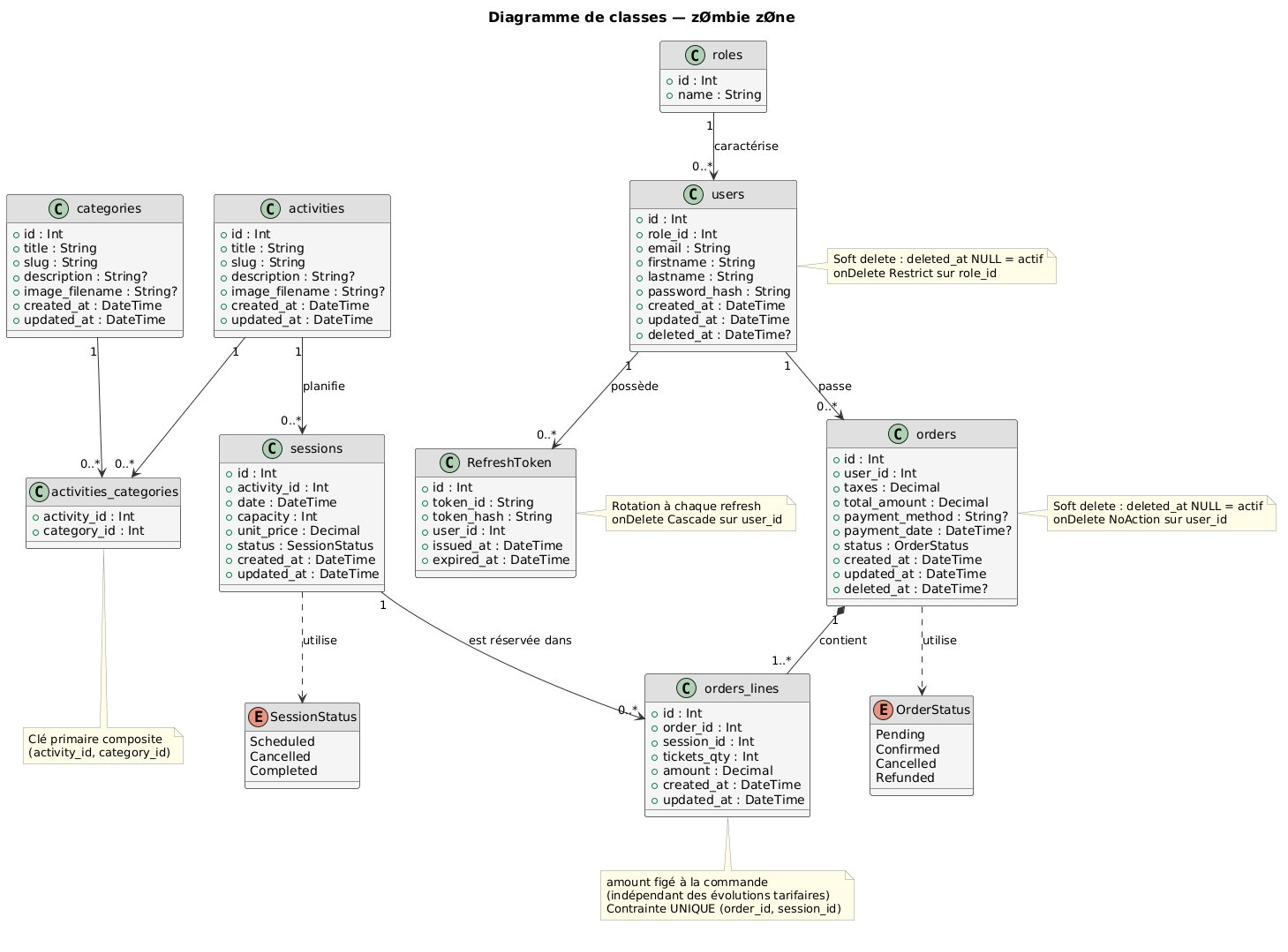 Diagramme de classes — zØmbie zØne
C roles
id : Int
name : String
1
caractérise
0..*
C categories
id : Int
title : String
slug : String
description : String?
image_filename : String?
created_at : DateTime
updated_at : DateTime
C activities
id : Int
title : String
slug : String
description : String?
image_filename : String?
created_at : DateTime
updated_at : DateTime
C users
id : Int
role_id : Int
email : String
firstname : String
lastname : String
password_hash : String
created_at : DateTime
updated_at : DateTime
deleted_at : DateTime?
Soft delete : deleted_at NULL = actif
onDelete Restrict sur role_id
1
0..*
1
0..*
1
planifie
0..*
1
possède
0..*
1
passe
0..*
C activities_categories
activity_id : Int
category_id : Int
C sessions
id : Int
activity_id : Int
date : DateTime
capacity : Int
unit_price : Decimal
status : SessionStatus
created_at : DateTime
updated_at : DateTime
C RefreshToken
id : Int
token_id : String
token_hash : String
user_id : Int
issued_at : DateTime
expired_at : DateTime
Rotation à chaque refresh
onDelete Cascade sur user_id
C orders
id : Int
user_id : Int
taxes : Decimal
total_amount : Decimal
payment_method : String?
payment_date : DateTime?
status : OrderStatus
created_at : DateTime
updated_at : DateTime
deleted_at : DateTime?
Soft delete : deleted_at NULL = actif
onDelete NoAction sur user_id
utilise
1
est réservée dans
0..*
1
contient
1..*
utilise
Clé primaire composite
(activity_id, category_id)
E SessionStatus
Scheduled
Cancelled
Completed
C orders_lines
id : Int
order_id : Int
session_id : Int
tickets_qty : Int
amount : Decimal
created_at : DateTime
updated_at : DateTime
E OrderStatus
Pending
Confirmed
Cancelled
Refunded
amount figé à la commande
(indépendant des évolutions tarifaires)
Contrainte UNIQUE (order_id, session_id)